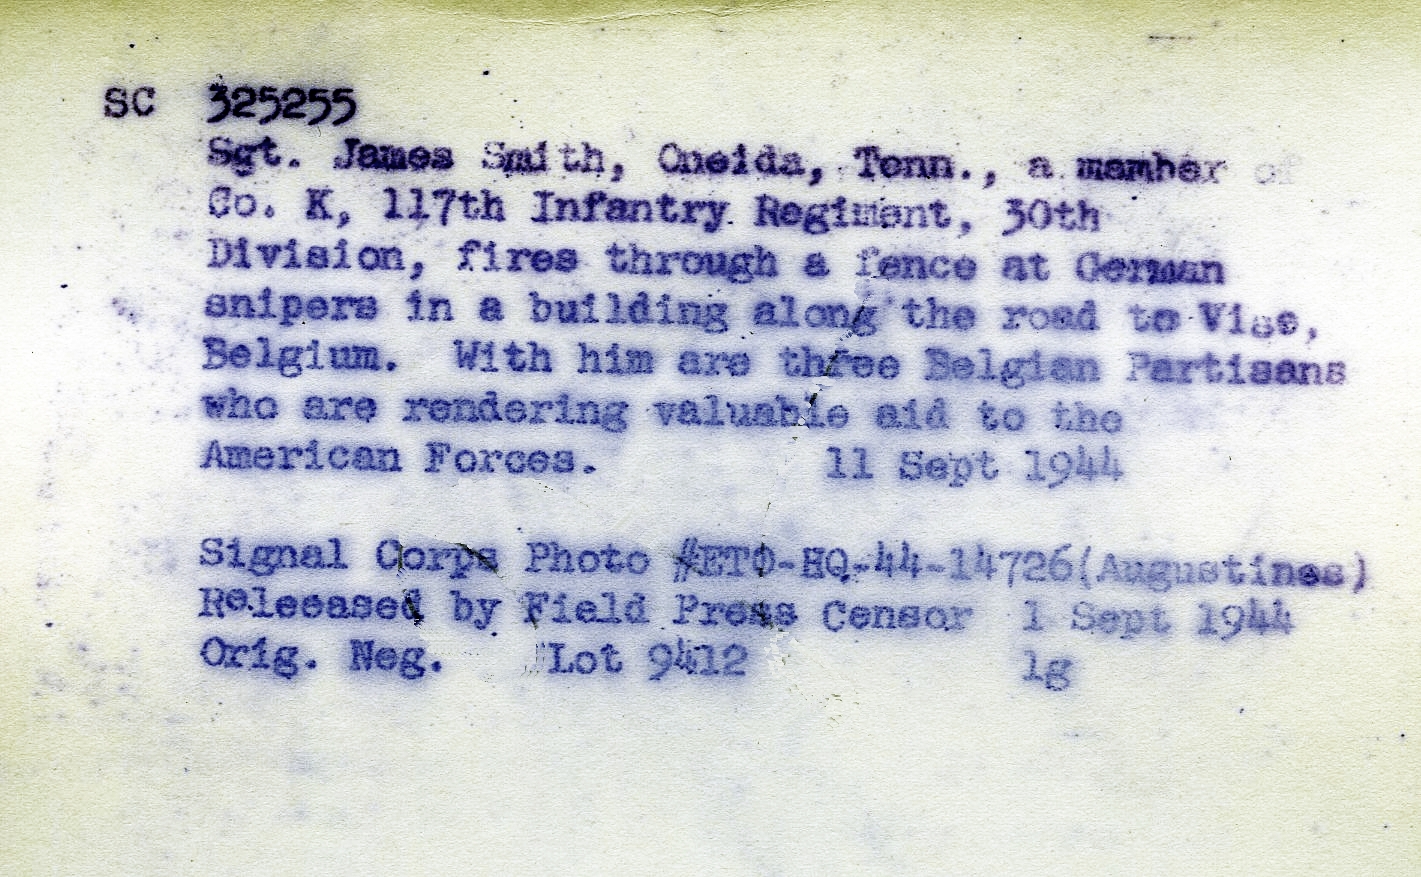 SC 325255
Sgt. James Smith, Oneida, Tenn., a member of
Co. K, 117th Infantry Regiment, 30th
Division, fires through a fence at German
snipers in a building along the road to Vise,
Belgium. With him are three Belgian Partisans
who are rendering valuable aid to the
American Forces. 11 Sept 1944
Signal Corps Photo #ETO-HQ-44-14726(Augustines)
Released by Field Press Censor 1 Sept 1944
Orig. Neg. Lot 9412 lg